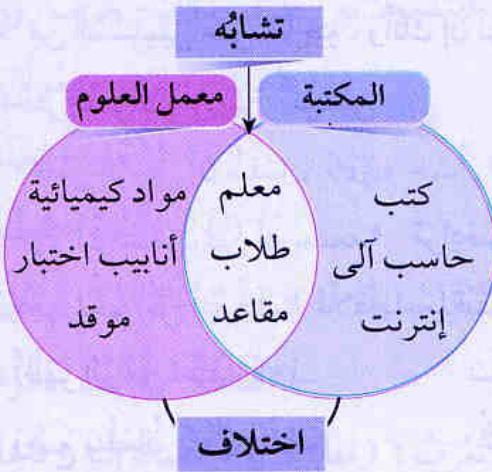 تشابُه
المكتبة
معمل العلوم
كتب
حاسب آلى
إنترنت
معلم
طلاب
مقاعد
مواد كيميائية
أنابيب اختبار
موقد
اختلاف